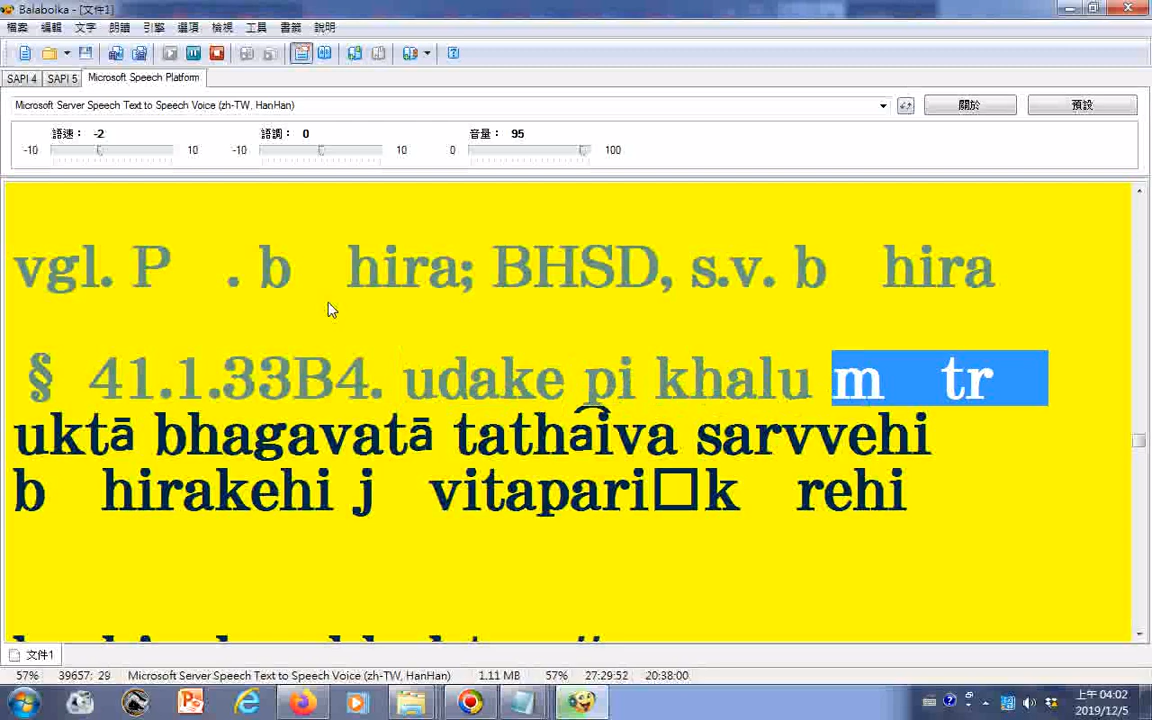 Balabolka - [文件1]
檔案 編輯 文字 朗讀 引擎 選項 檢視 工具 書籤 說明
SAPI 4 SAPI 5 Microsoft Speech Platform
Microsoft Server Speech Text to Speech Voice (zh-TW, HanHan) 關於 預設
語速： -2 語調： 0 音量： 95
-10 10 -10 10 0 100
vgl. P . b hira; BHSD, s.v. b hira
§ 41.1.33B4. udake pi khalu m tr
uktā bhagavatā tathāiva sarvvehi
b hirakehi j vitapari□k rehi
文件1
57% 39657: 29 Microsoft Server Speech Text to Speech Voice (zh-TW, HanHan) 1.11 MB 57% 27:29:52 20:38:00
上午 04:02
2019/12/5